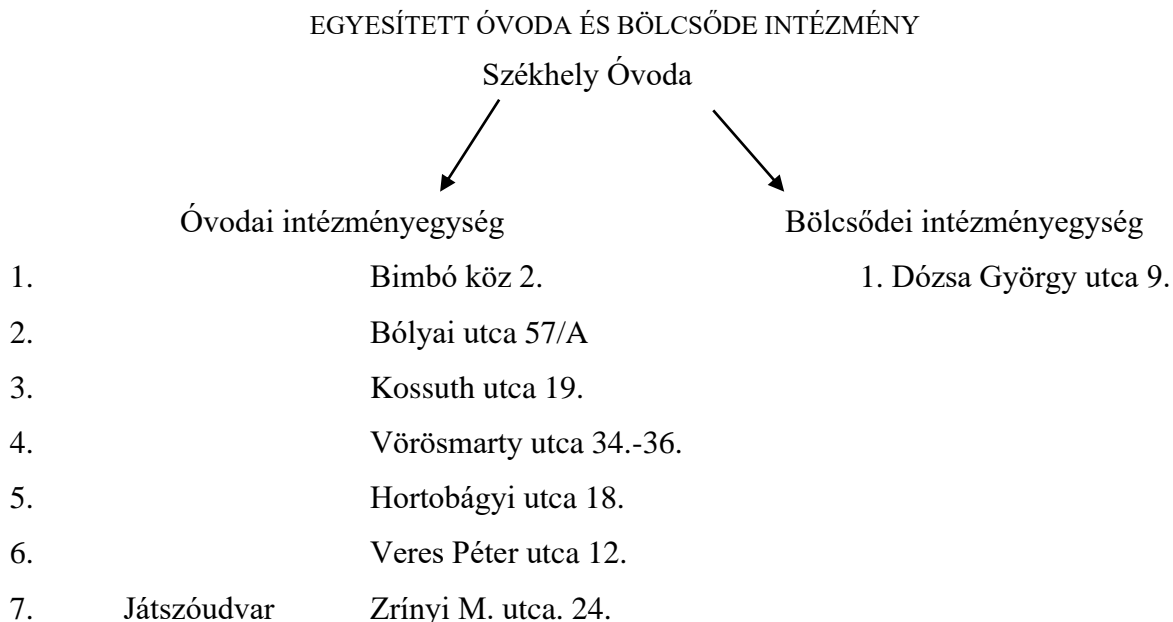 EGYESÍTETT ÓVODA ÉS BÖLCSŐDE INTÉZMÉNY
Székhely Óvoda
Óvodai intézményegység Bölcsődei intézményegység
1. Bimbó köz 2. 1. Dózsa György utca 9.
2. Bólyai utca 57/A
3. Kossuth utca 19.
4. Vörösmarty utca 34.-36.
5. Hortobágyi utca 18.
6. Veres Péter utca 12.
7. Játszóudvar Zrínyi M. utca. 24.